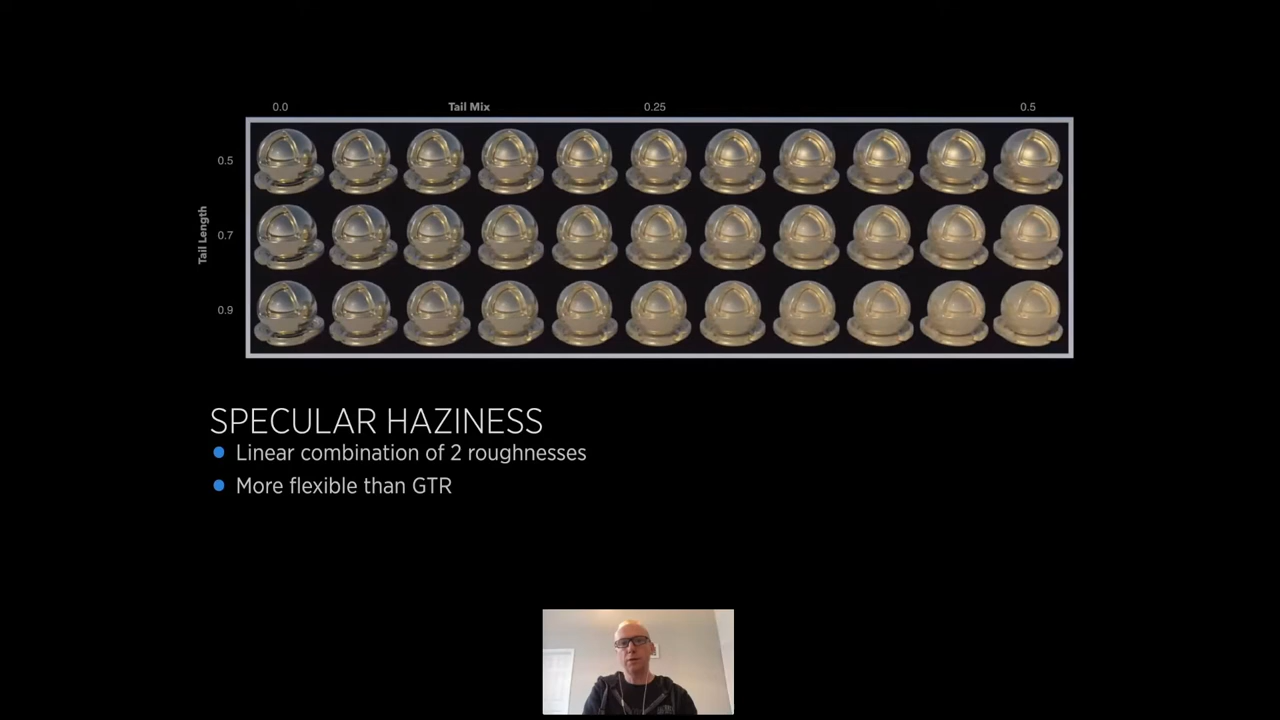 0.0 Tail Mix 0.25 0.5
0.5
0.7
Tail Length
0.9
SPECULAR HAZINESS
Linear combination of 2 roughnesses
More flexible than GTR